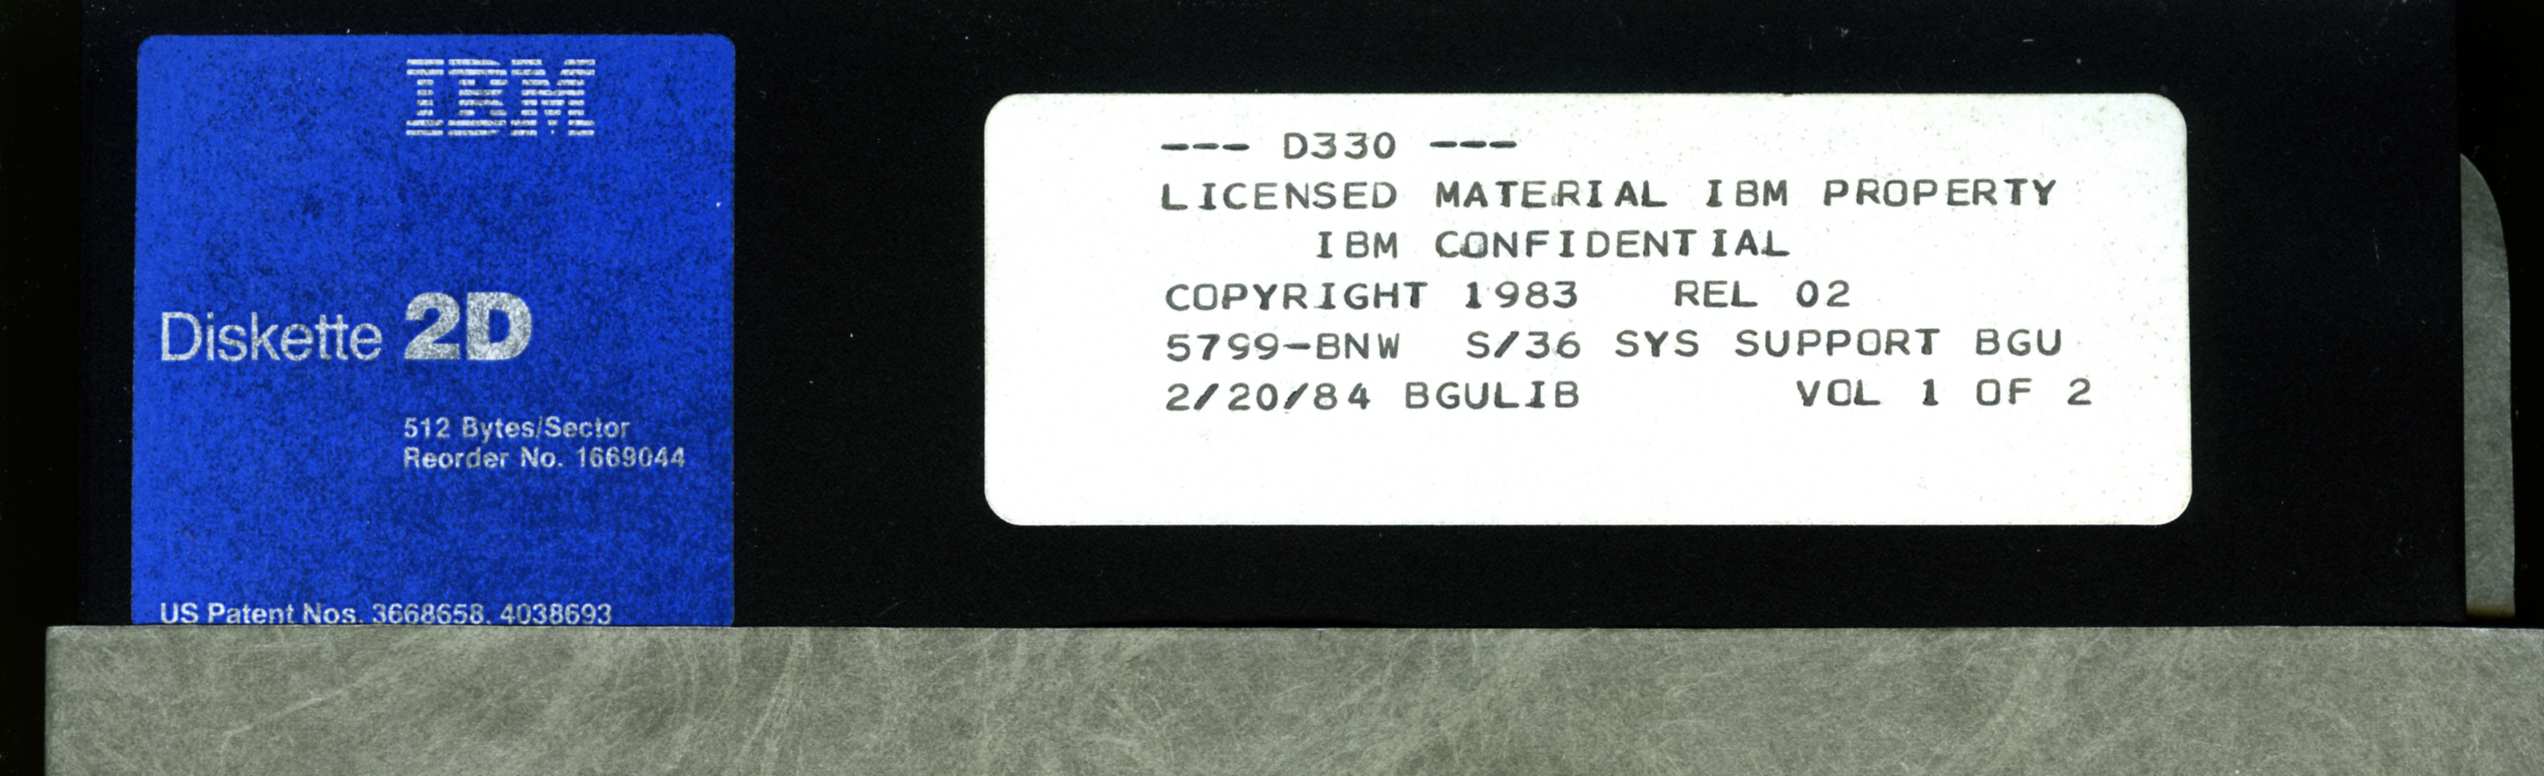 IBM
Diskette 2D
512 Bytes/Sector
Reorder No. 1669044
US Patent Nos. 3668658, 4038693
--- D330 ---
LICENSED MATERIAL IBM PROPERTY
IBM CONFIDENTIAL
COPYRIGHT 1983 REL 02
5799-BNW S/36 SYS SUPPORT BGU
2/20/84 BGULIB VOL 1 OF 2